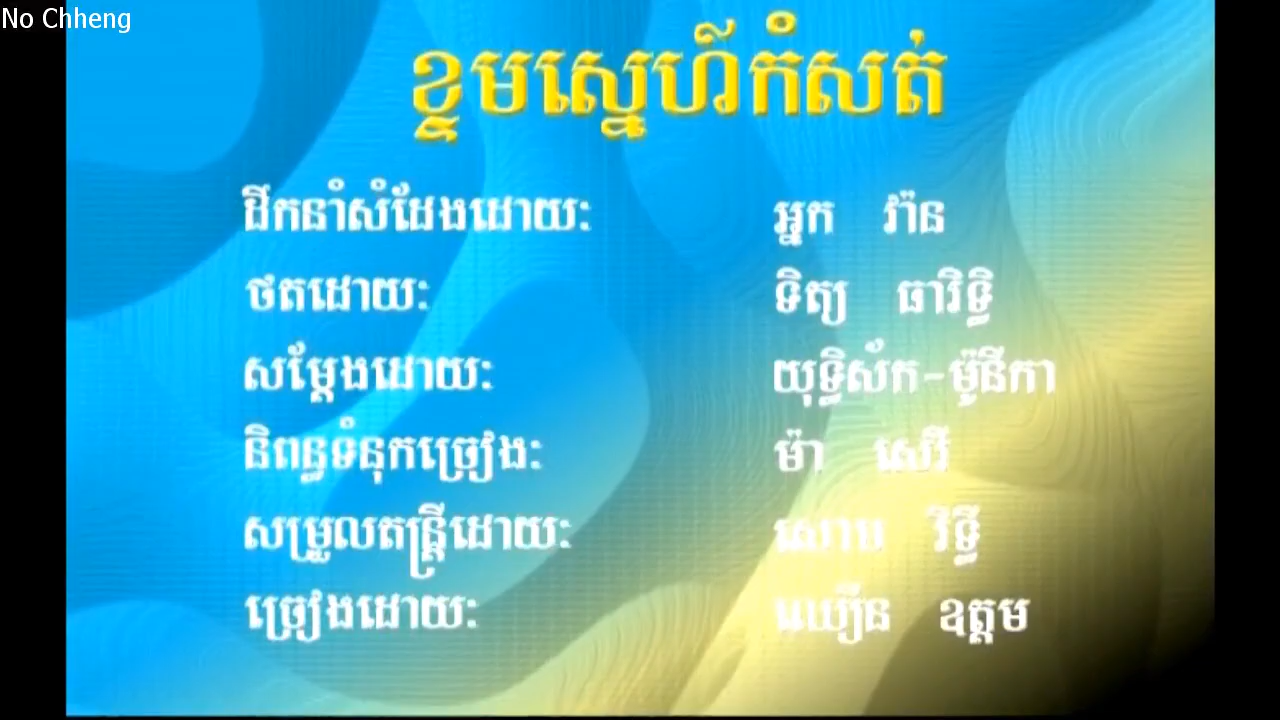 No Chheng
ខ្ទមស្នេហ៍កំសត់
ដឹកនាំសំដែងដោយៈ អ្នក វ៉ាន
ថតដោយៈ ទិត្យ ធារិទ្ធិ
សម្តែងដោយៈ យុទ្ធិស័ក-ម៉ូនីកា
និពន្ធទំនុកច្រៀងៈ ម៉ា សេរី
សម្រួលតន្ត្រីដោយៈ សោម រិទ្ធី
ច្រៀងដោយៈ ឈឿន ឧត្តម